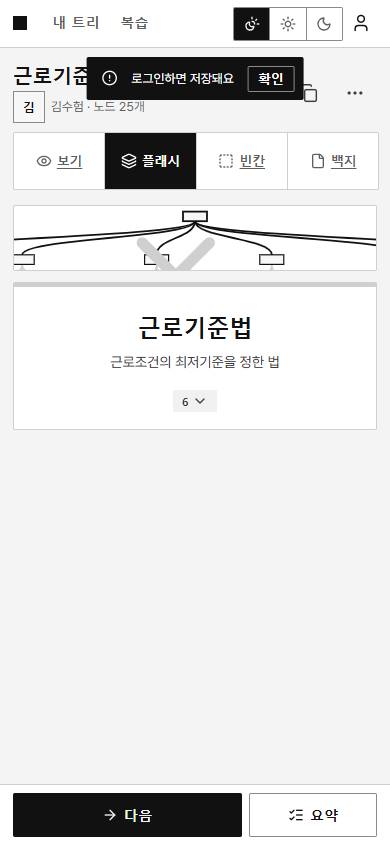 내 트리 복습
근로기준
로그인하면 저장돼요 확인
김 김수험 · 노드 25개
보기 플래시 빈칸 백지
근로기준법
근로조건의 최저기준을 정한 법
6
다음 요약